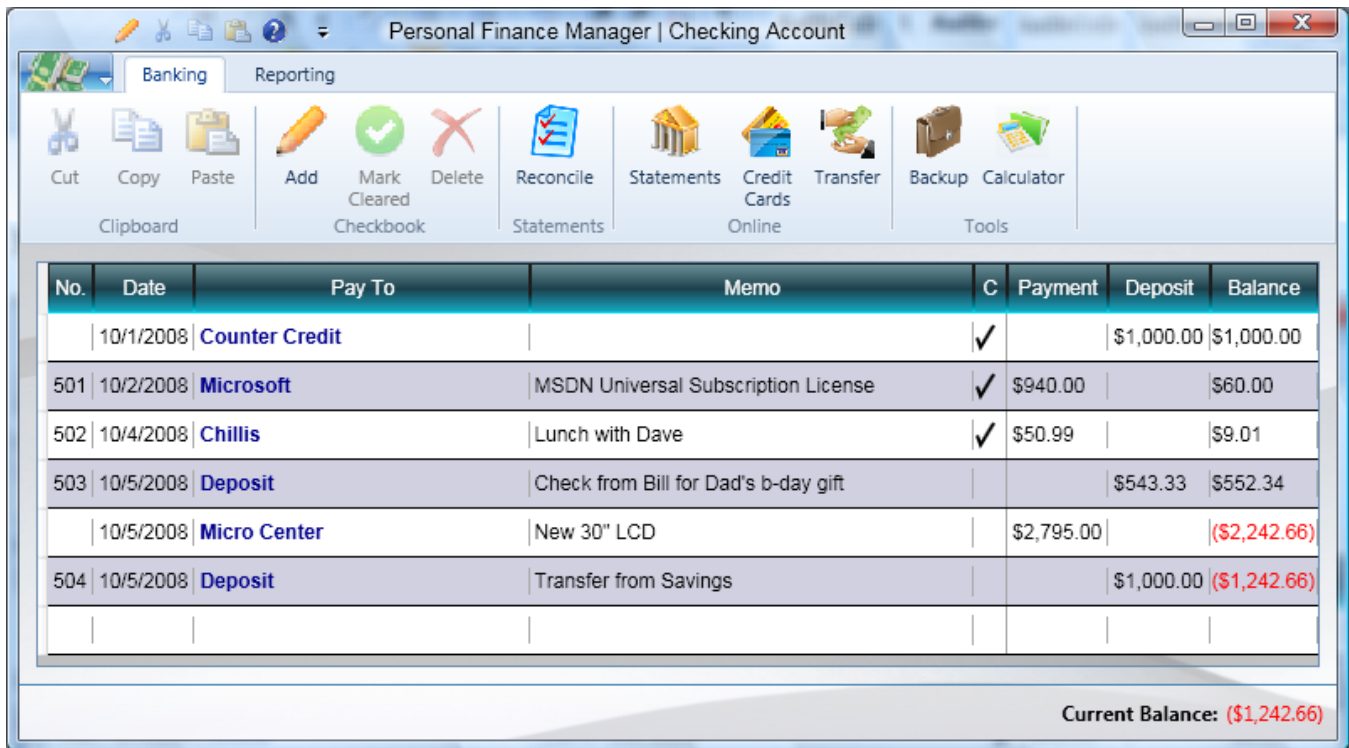 Personal Finance Manager | Checking Account
Banking Reporting
Cut Copy Paste Add Mark Cleared Delete Reconcile Statements Credit Cards Transfer Backup Calculator
Clipboard Checkbook Statements Online Tools
No. Date Pay To Memo C Payment Deposit Balance
10/1/2008 Counter Credit $1,000.00 $1,000.00
501 10/2/2008 Microsoft MSDN Universal Subscription License $940.00 $60.00
502 10/4/2008 Chillis Lunch with Dave $50.99 $9.01
503 10/5/2008 Deposit Check from Bill for Dad's b-day gift $543.33 $552.34
10/5/2008 Micro Center New 30" LCD $2,795.00 ($2,242.66)
504 10/5/2008 Deposit Transfer from Savings $1,000.00 ($1,242.66)
Current Balance: ($1,242.66)